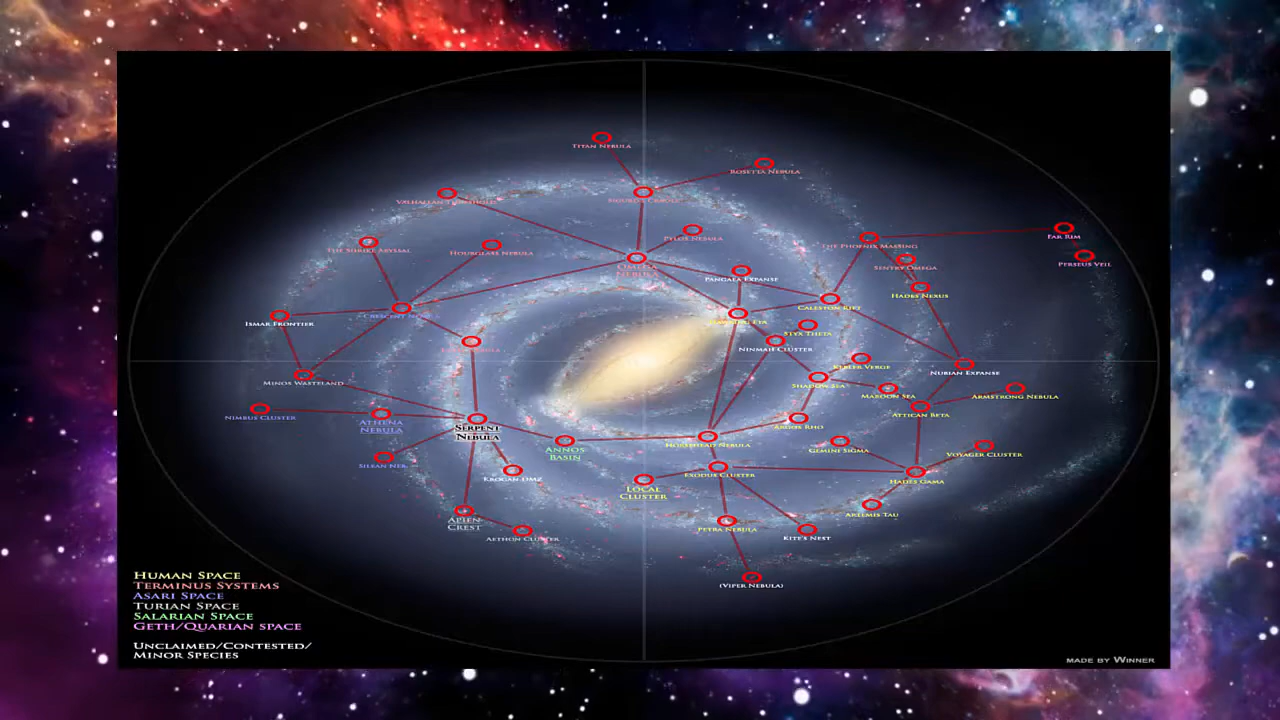 Titan Nebula
Rosetta Nebula
Valhallan Threshold
Pylos Nebula
Far Rim
The Shrike Abyssal
Hourglass Nebula
The Phoenix Massing
Perseus Veil
Omega
Nebula
Sentry Omega
Pangaea Expanse
Hades Nexus
Caleston Rift
Ismar Frontier
Styx Theta
Ninmah Cluster
Kepler Verge
Nubian Expanse
Minos Wasteland
Shadow Sea
Maroon Sea
Armstrong Nebula
Nimbus Cluster
Athena
Nebula
Attican Beta
Argos Rho
Serpent
Nebula
Horsehead Nebula
Annos
Basin
Gemini Sigma
Voyager Cluster
Silean Neb.
Krogan DMZ
Exodus Cluster
Hades Gama
Local
Cluster
Artemis Tau
Apien
Crest
Petra Nebula
Aethon Cluster
Kite's Nest
(Viper Nebula)
Human Space
Terminus Systems
Asari Space
Turian Space
Salarian Space
Geth/Quarian space
Unclaimed/Contested/
Minor Species
made by Winner